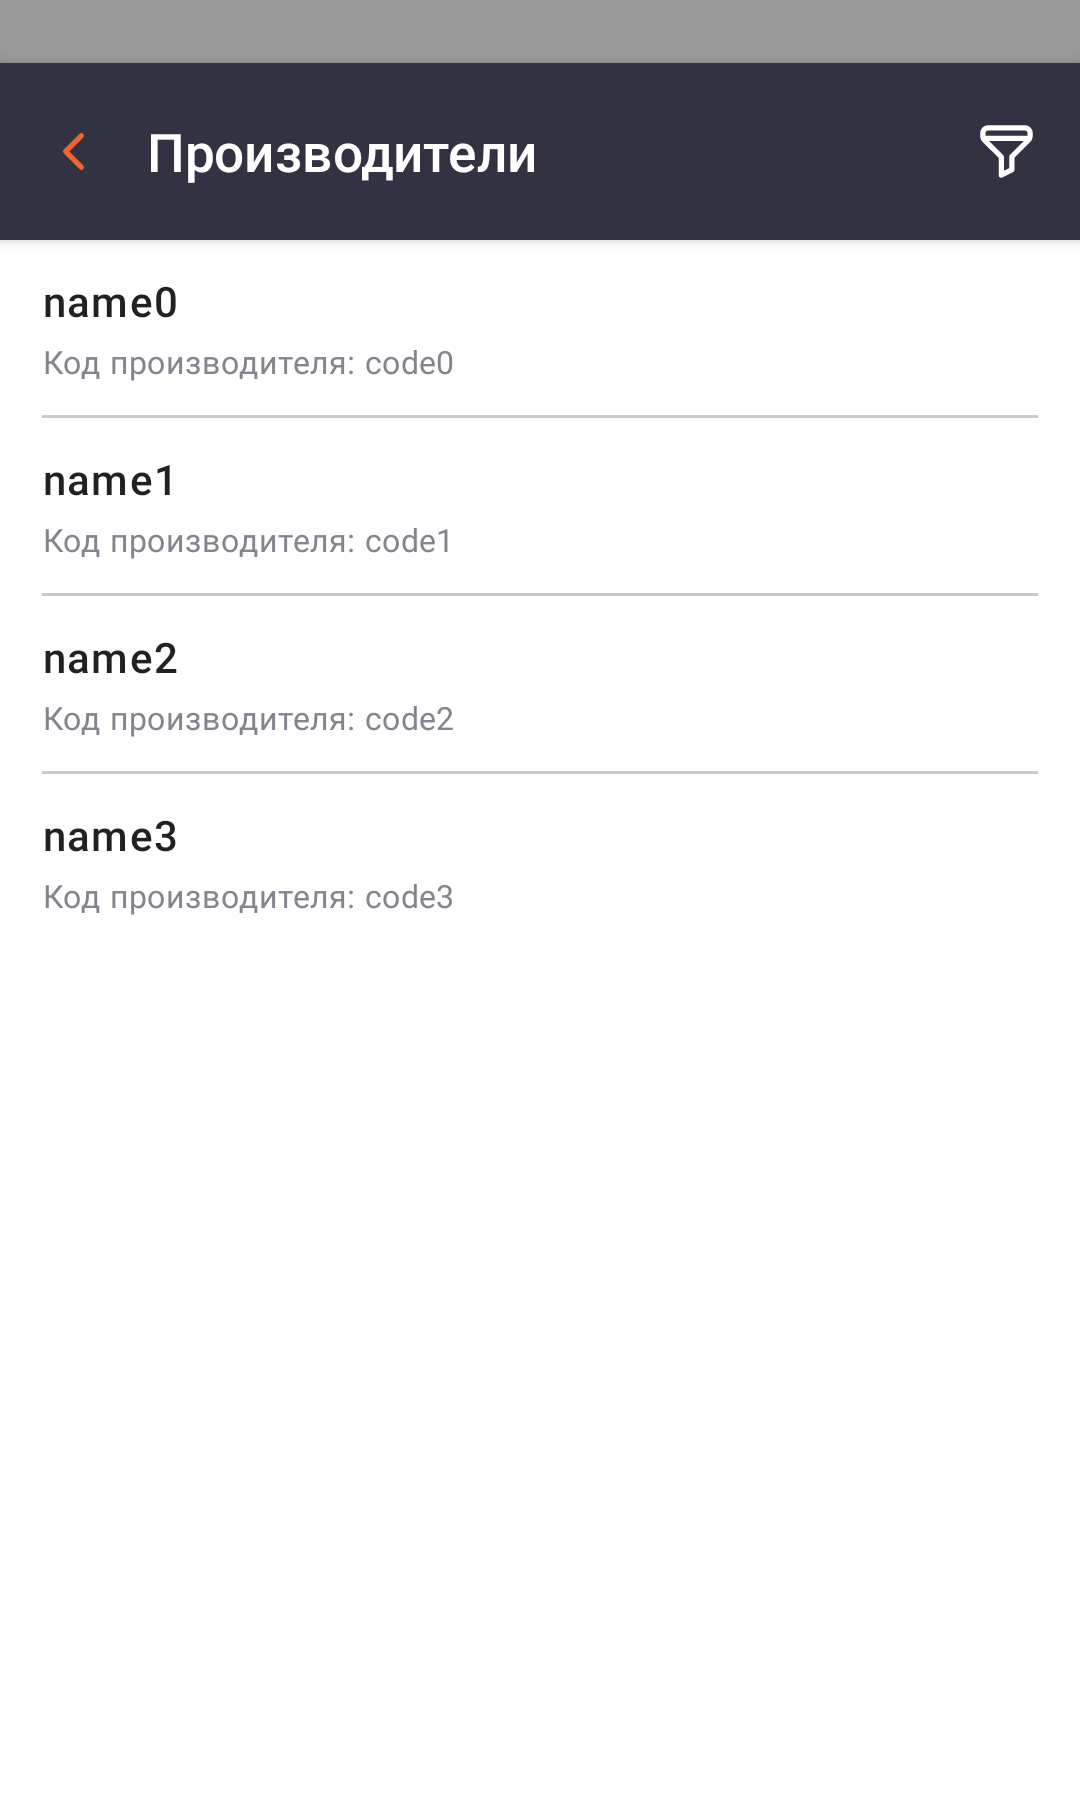 Производители
name0
Код производителя: code0
name1
Код производителя: code1
name2
Код производителя: code2
name3
Код производителя: code3